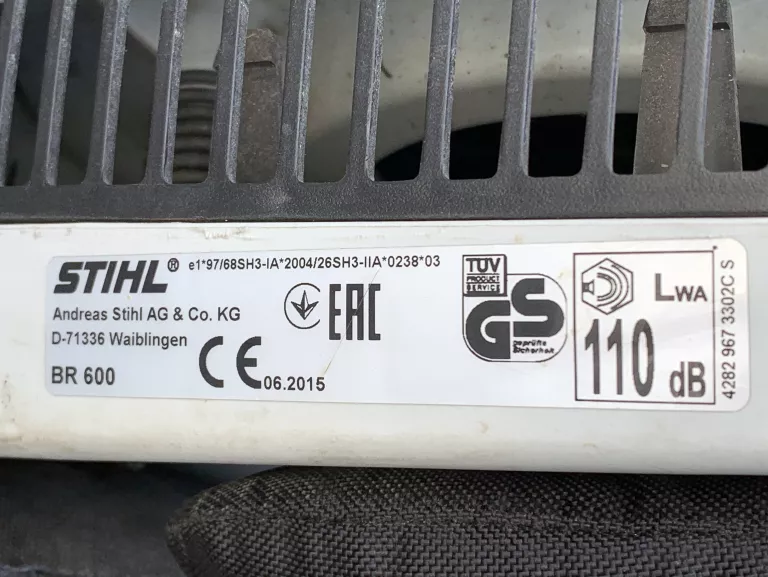 STIHL® e1*97/68SH3-IA*2004/26SH3-IIA*0238*03
Andreas Stihl AG & Co. KG
D-71336 Waiblingen
BR 600
CE 06.2015
EAC
TÜV
PRODUCT SERVICE
GS
geprüfte
Sicherheit
LWA
110 dB
4282 967 3302C S